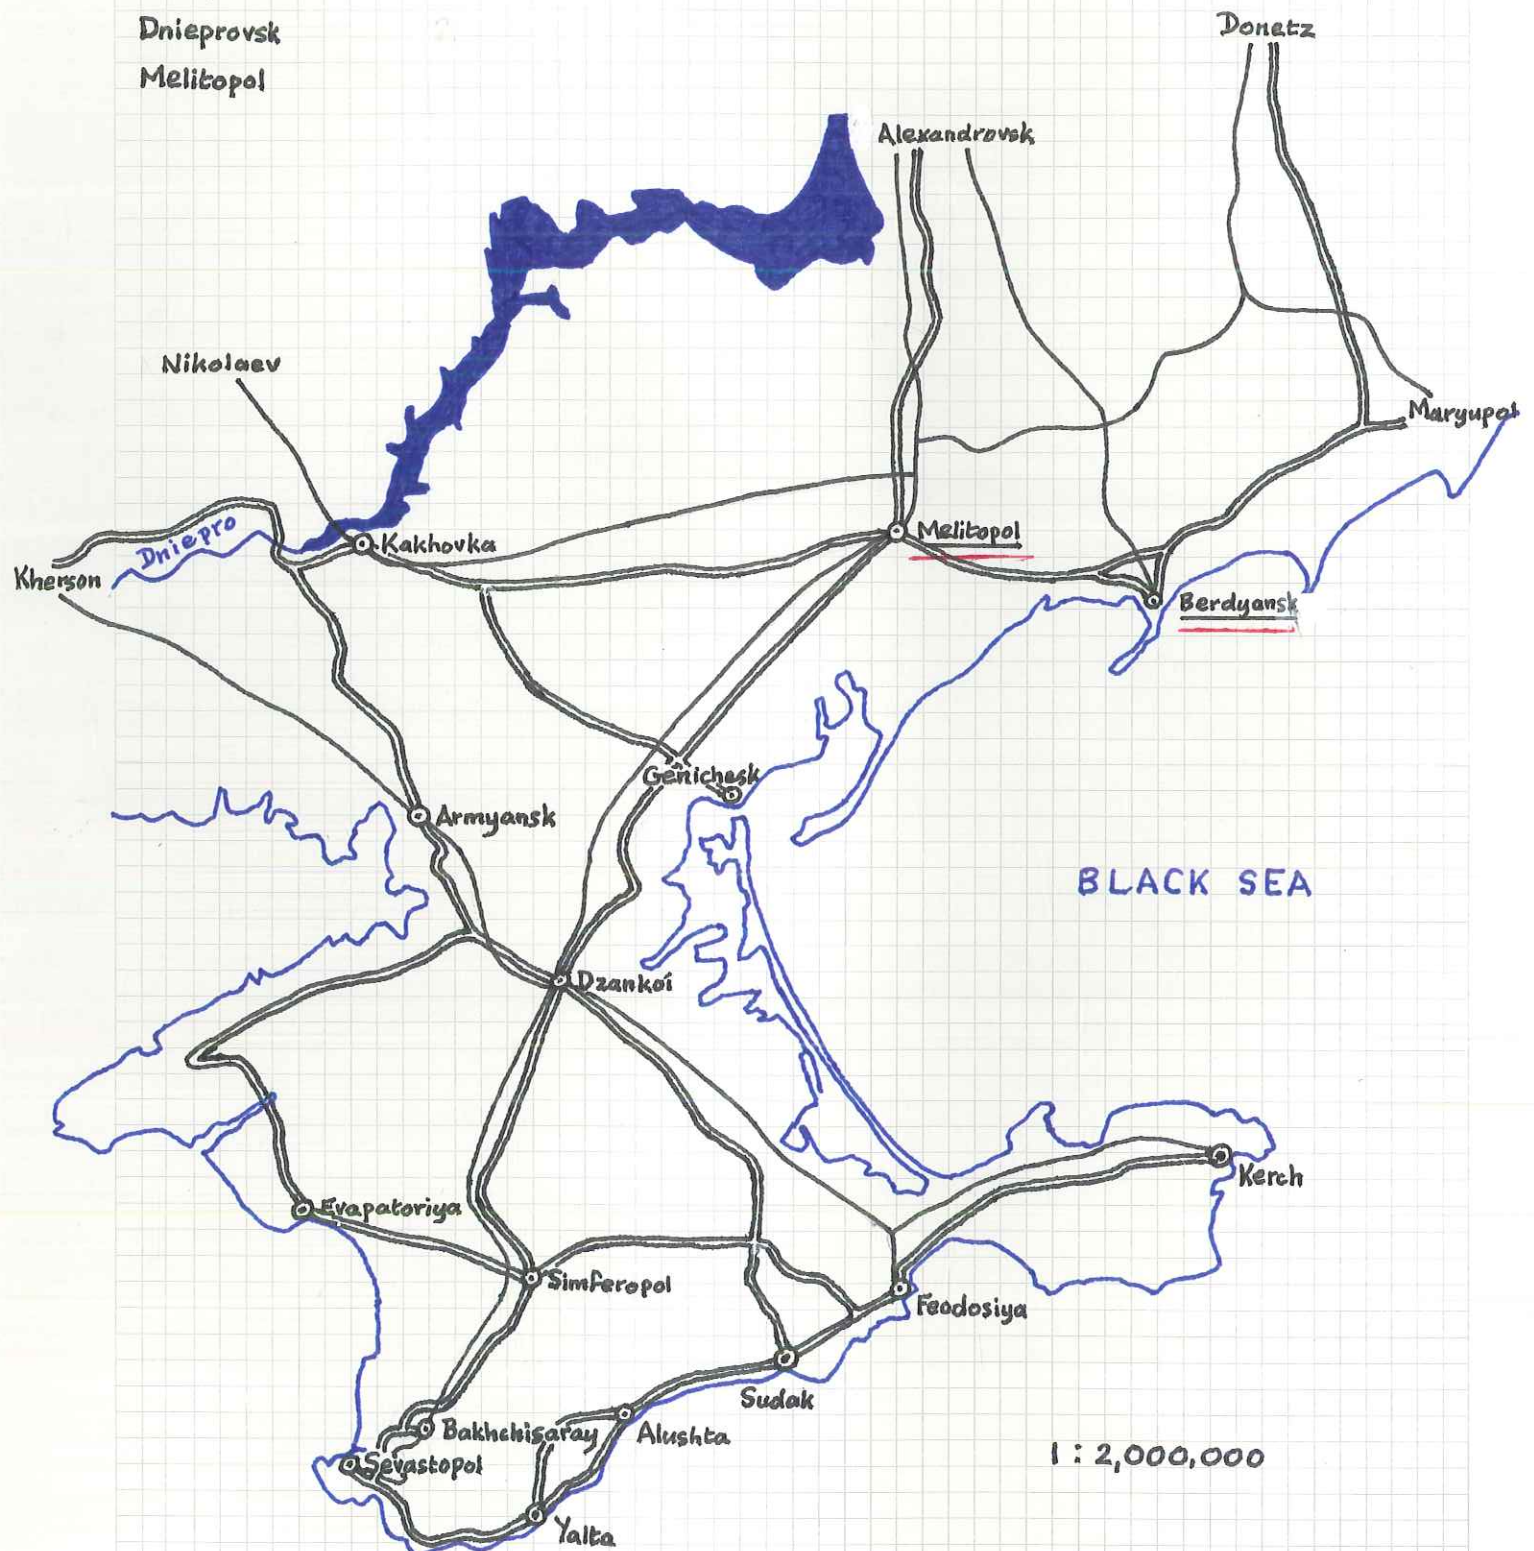 Dnieprovsk
Melitopol
Donetz
Alexandrovsk
Nikolaev
Maryupol
Dniepro
Kakhovka
Melitopol
Kherson
Berdyansk
Genichesk
Armyansk
BLACK SEA
Dzankoi
Kerch
Evapatoriya
Simferopol
Feodosiya
Sudak
Bakhchisaray
Alushta
Sevastopol
1:2,000,000
Yalta